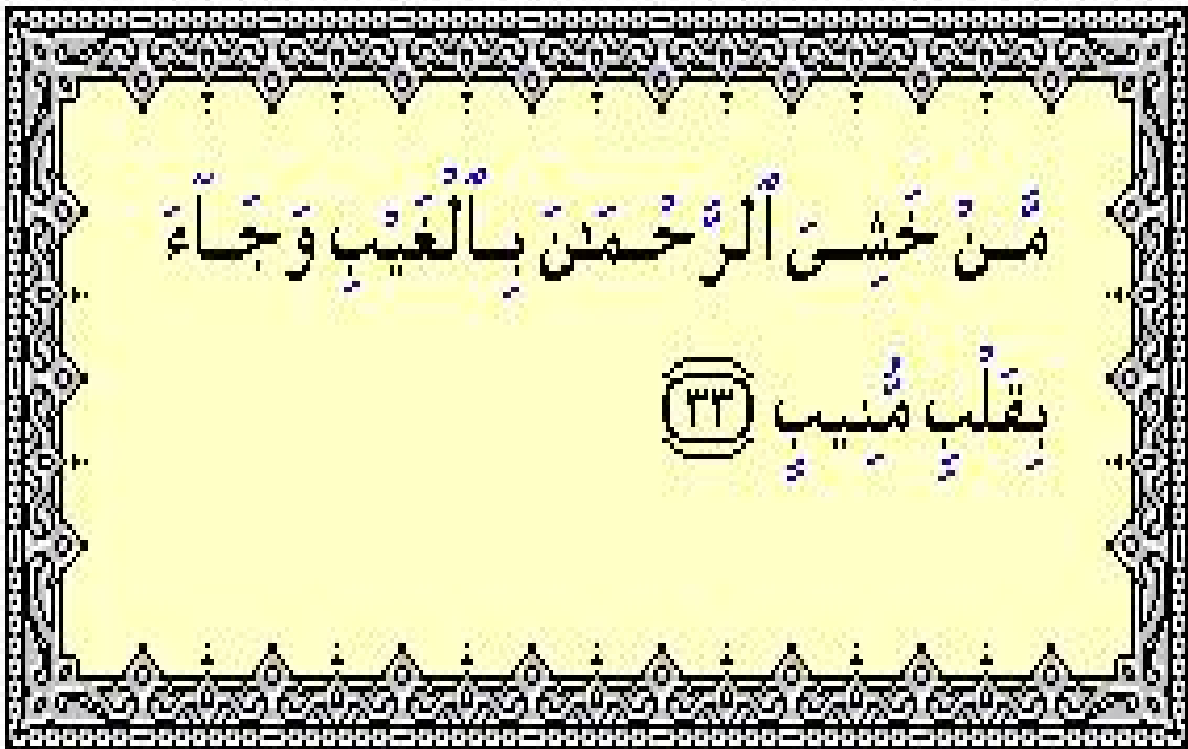 مَّنْ خَشِىَ ٱلرَّحْمَـٰنَ بِٱلْغَيْبِ وَجَآءَ
بِقَلْبٍ مُّنِيبٍ ٣٣